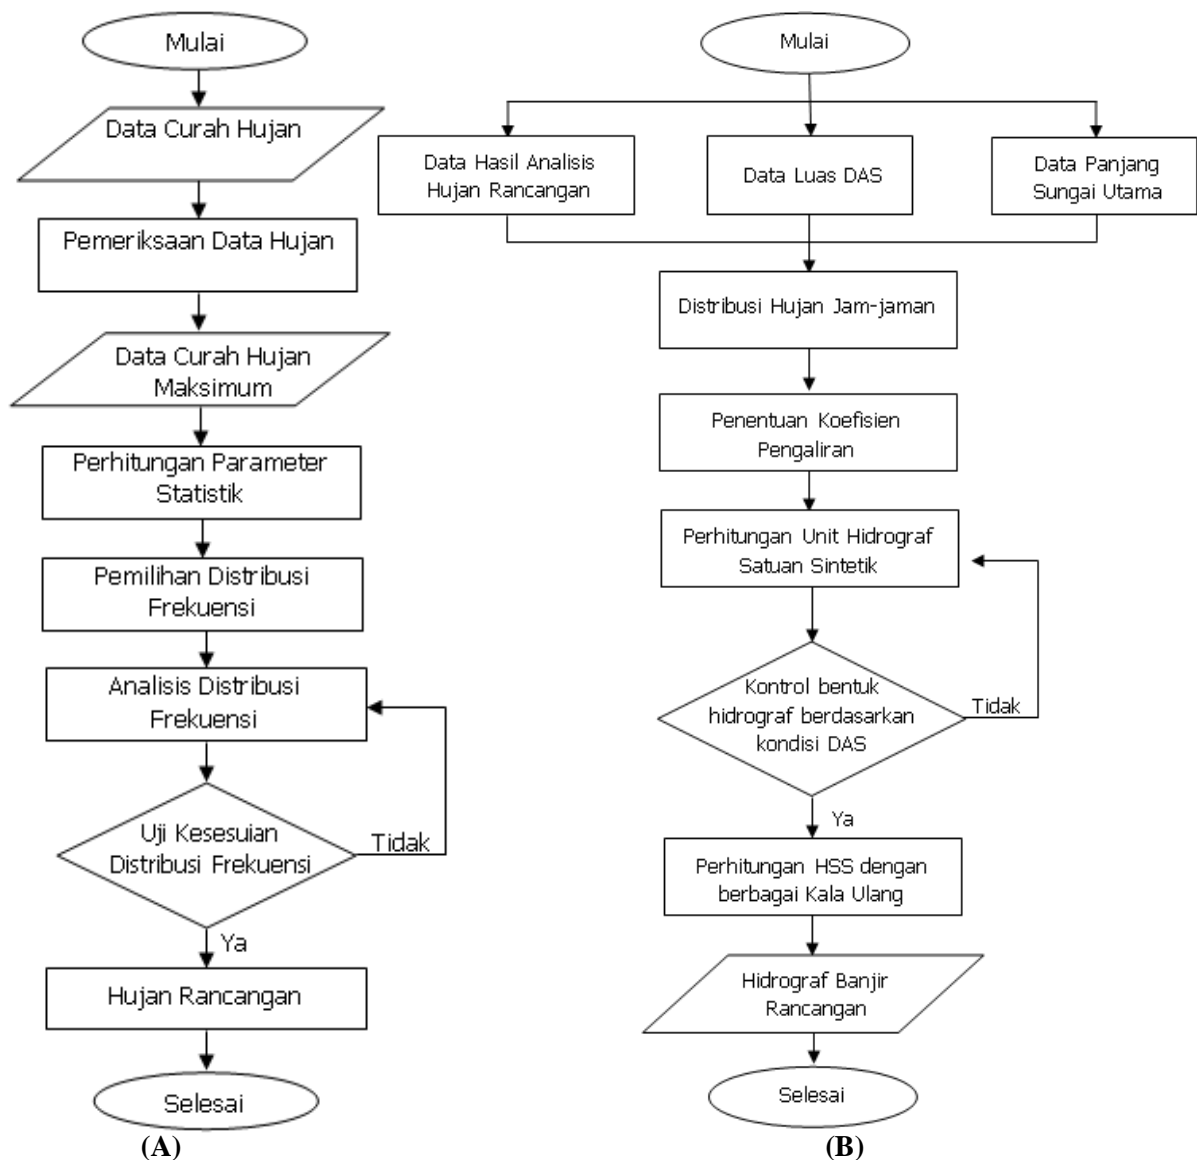 Mulai
Data Curah Hujan
Pemeriksaan Data Hujan
Data Curah Hujan
Maksimum
Perhitungan Parameter
Statistik
Pemilihan Distribusi
Frekuensi
Analisis Distribusi
Frekuensi
Uji Kesesuian
Distribusi Frekuensi
Tidak
Ya
Hujan Rancangan
Selesai
(A)
Mulai
Data Hasil Analisis
Hujan Rancangan
Data Luas DAS
Data Panjang
Sungai Utama
Distribusi Hujan Jam-jaman
Penentuan Koefisien
Pengaliran
Perhitungan Unit Hidrograf
Satuan Sintetik
Kontrol bentuk
hidrograf berdasarkan
kondisi DAS
Tidak
Ya
Perhitungan HSS dengan
berbagai Kala Ulang
Hidrograf Banjir
Rancangan
Selesai
(B)